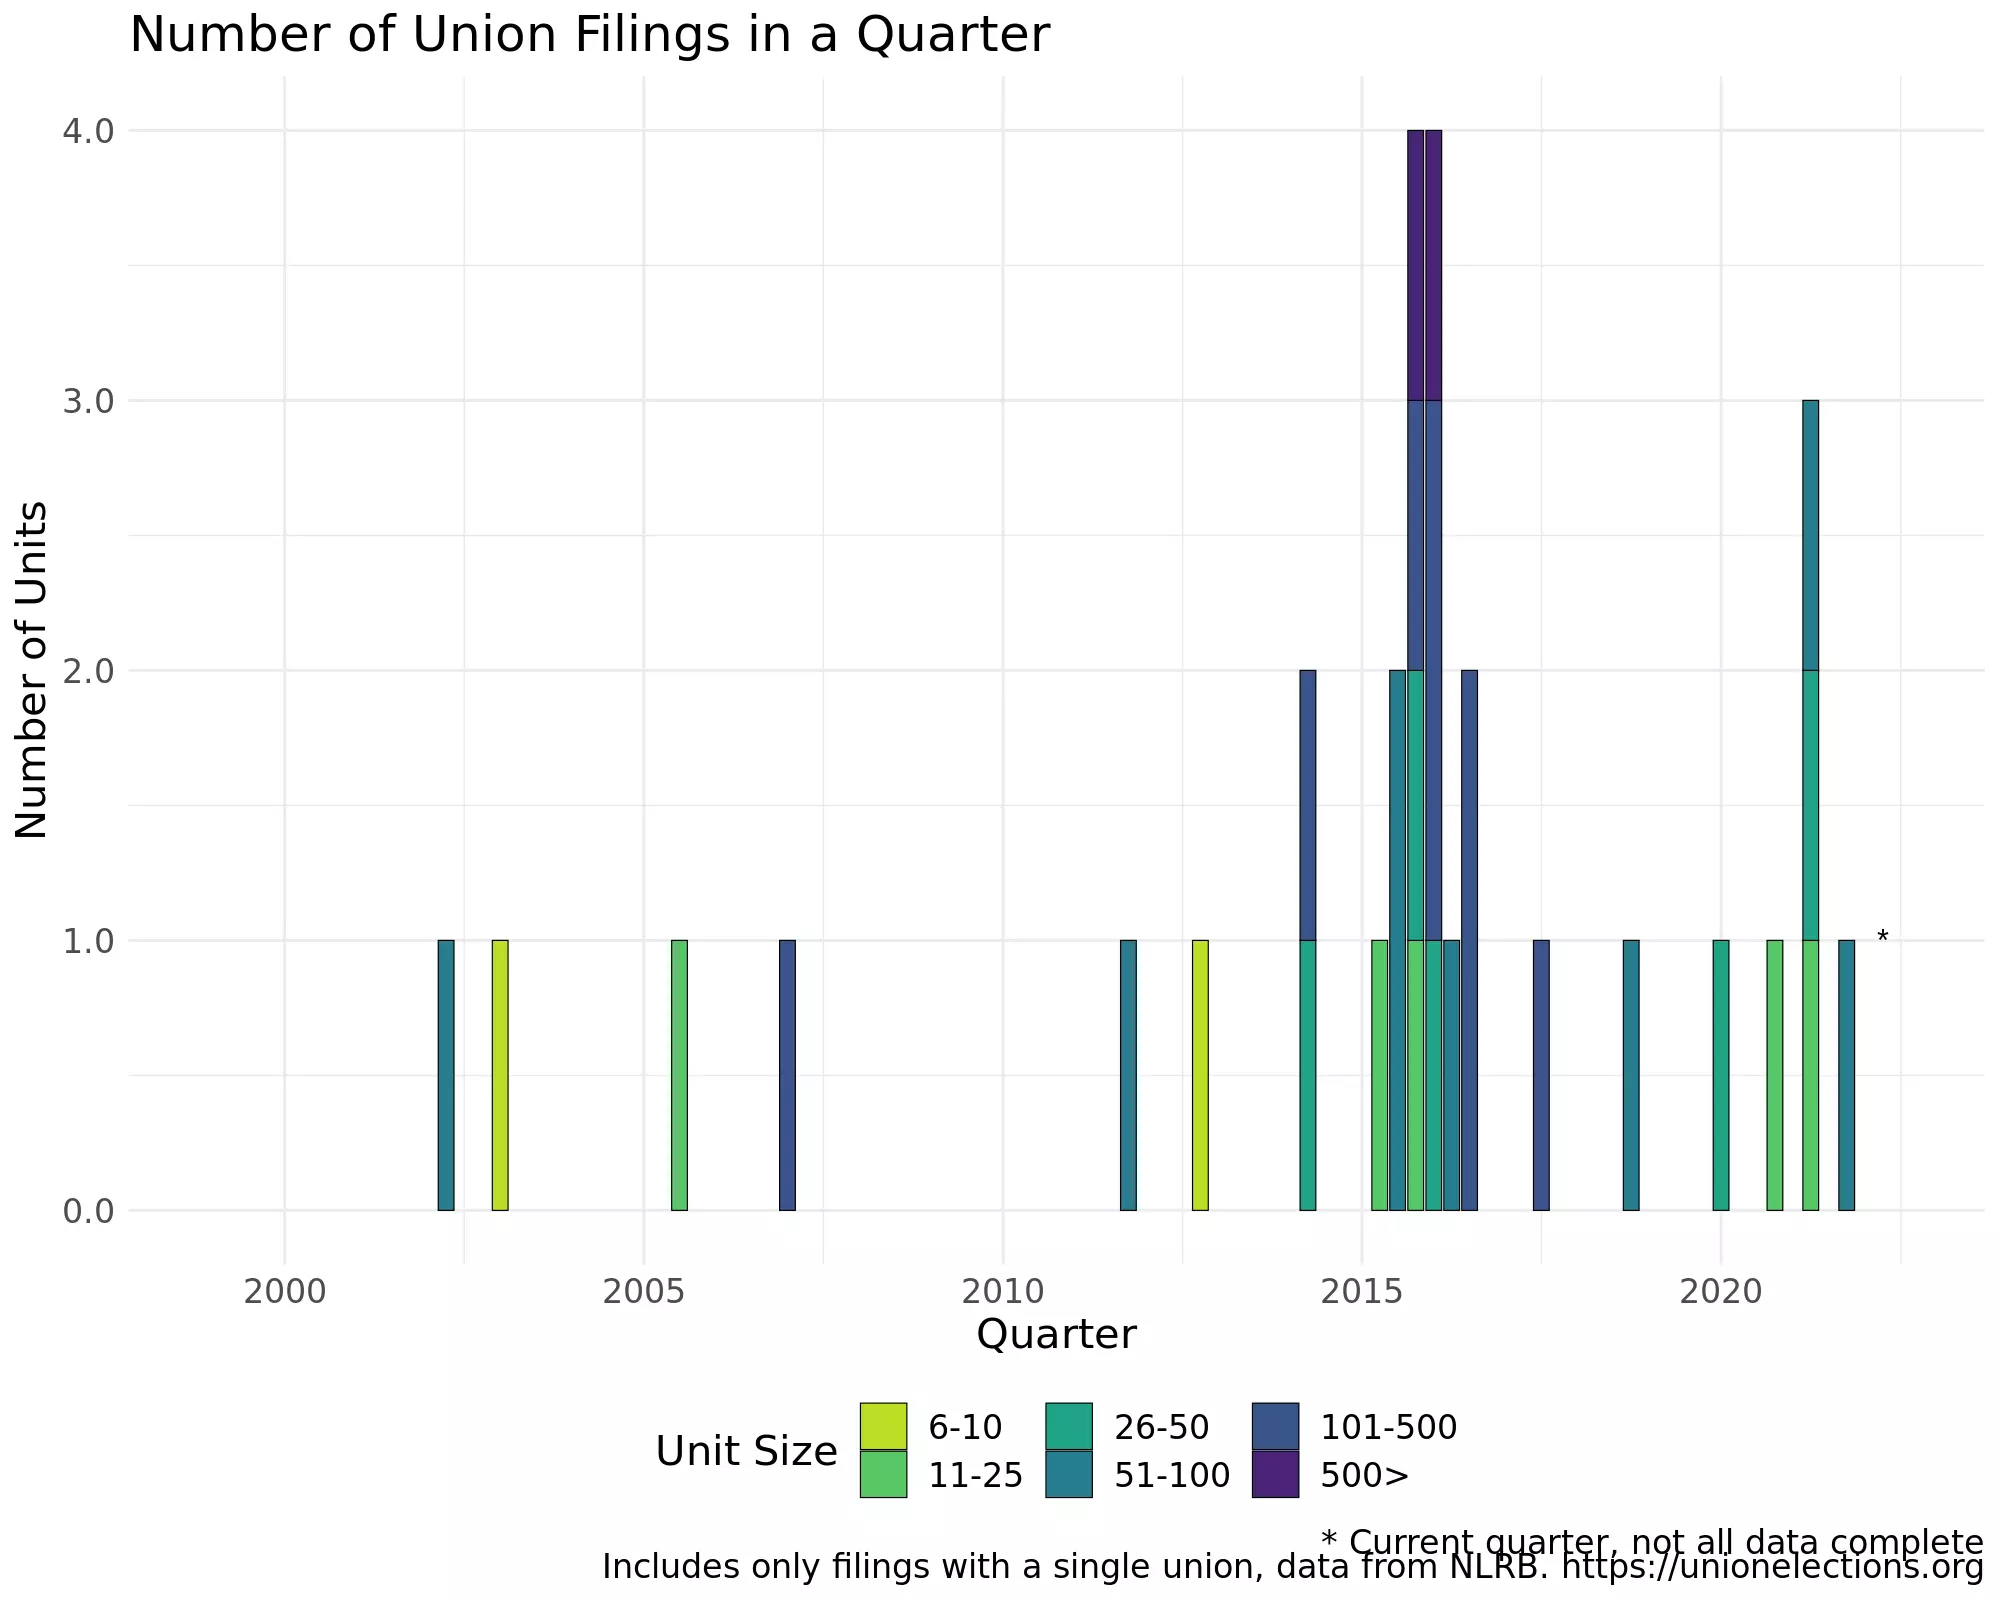 Number of Union Filings in a Quarter
Number of Units
4.0
3.0
2.0
1.0
0.0
*
2000 2005 2010 2015 2020
Quarter
Unit Size
6-10 26-50 101-500
11-25 51-100 500>
* Current quarter, not all data complete
Includes only filings with a single union, data from NLRB. https://unionelections.org